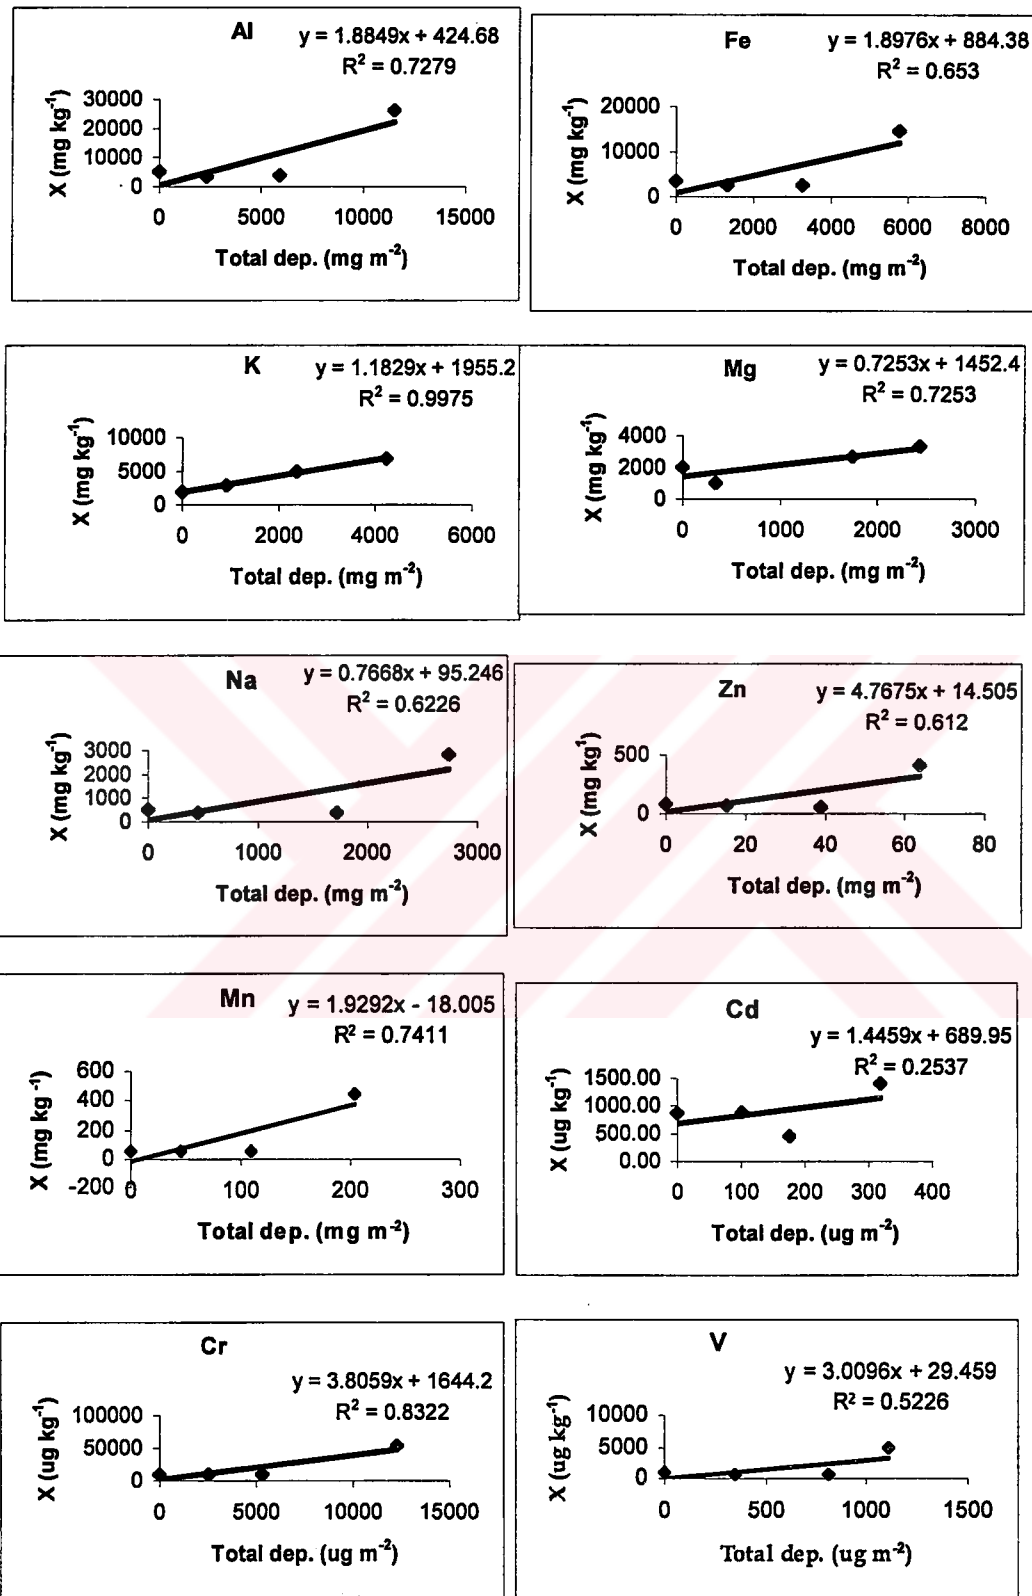 Al
y = 1.8849x + 424.68
R² = 0.7279
X (mg kg⁻¹)
30000
20000
10000
0
0 5000 10000 15000
Total dep. (mg m⁻²)
Fe
y = 1.8976x + 884.38
R² = 0.653
X (mg kg⁻¹)
20000
10000
0
0 2000 4000 6000 8000
Total dep. (mg m⁻²)
K
y = 1.1829x + 1955.2
R² = 0.9975
X (mg kg⁻¹)
10000
5000
0
0 2000 4000 6000
Total dep. (mg m⁻²)
Mg
y = 0.7253x + 1452.4
R² = 0.7253
X (mg kg⁻¹)
4000
2000
0
0 1000 2000 3000
Total dep. (mg m⁻²)
Na
y = 0.7668x + 95.246
R² = 0.6226
X (mg kg⁻¹)
3000
2000
1000
0
0 1000 2000 3000
Total dep. (mg m⁻²)
Zn
y = 4.7675x + 14.505
R² = 0.612
X (mg kg⁻¹)
500
0
0 20 40 60 80
Total dep. (mg m⁻²)
Mn
y = 1.9292x - 18.005
R² = 0.7411
X (mg kg⁻¹)
600
400
200
0
-200
0 100 200 300
Total dep. (mg m⁻²)
Cd
y = 1.4459x + 689.95
R² = 0.2537
X (ug kg⁻¹)
1500.00
1000.00
500.00
0.00
0 100 200 300 400
Total dep. (ug m⁻²)
Cr
y = 3.8059x + 1644.2
R² = 0.8322
X (ug kg⁻¹)
100000
50000
0
0 5000 10000 15000
Total dep. (ug m⁻²)
V
y = 3.0096x + 29.459
R² = 0.5226
X (ug kg⁻¹)
10000
5000
0
0 500 1000 1500
Total dep. (ug m⁻²)